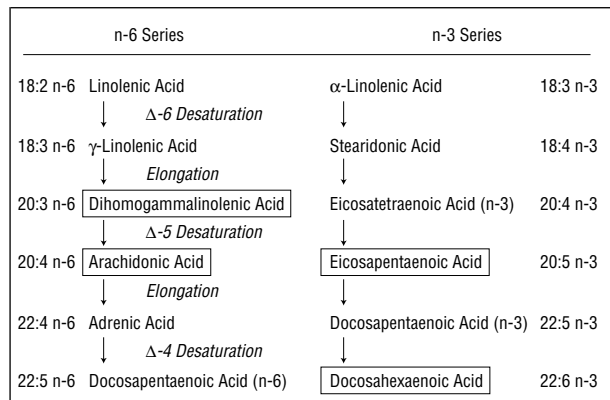 n-6 Series n-3 Series
18:2 n-6 Linolenic Acid α-Linolenic Acid 18:3 n-3
Δ-6 Desaturation
18:3 n-6 γ-Linolenic Acid Stearidonic Acid 18:4 n-3
Elongation
20:3 n-6 Dihomogammalinolenic Acid Eicosatetraenoic Acid (n-3) 20:4 n-3
Δ-5 Desaturation
20:4 n-6 Arachidonic Acid Eicosapentaenoic Acid 20:5 n-3
Elongation
22:4 n-6 Adrenic Acid Docosapentaenoic Acid (n-3) 22:5 n-3
Δ-4 Desaturation
22:5 n-6 Docosapentaenoic Acid (n-6) Docosahexaenoic Acid 22:6 n-3